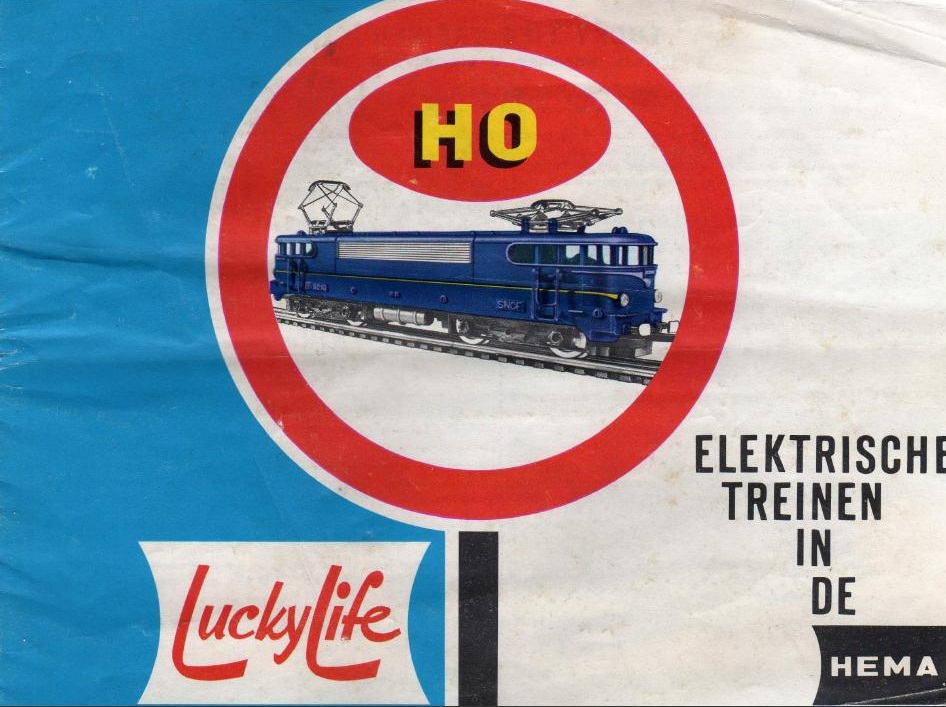 HO
SNCF
ELEKTRISCHE
TREINEN
IN
DE
HEMA
LuckyLife